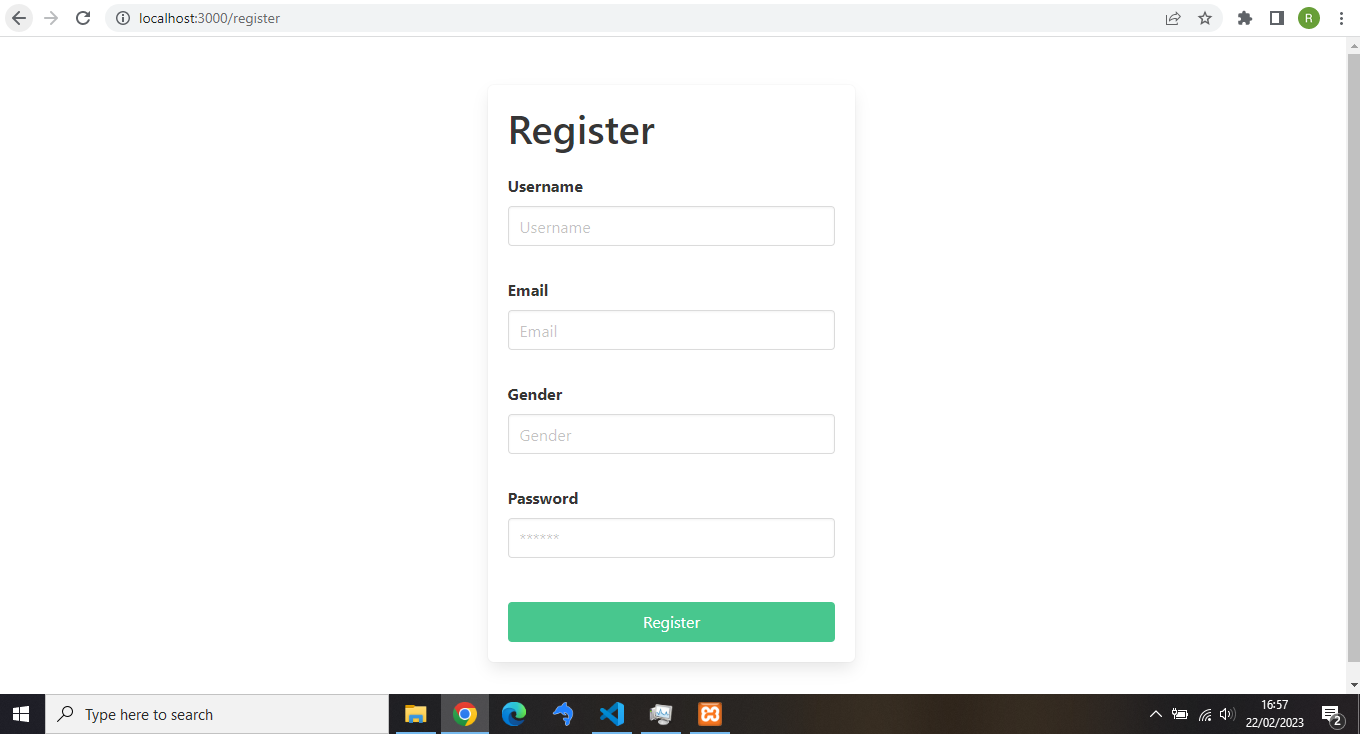 localhost:3000/register
R
Register
Username
Username
Email
Email
Gender
Gender
Password
******
Register
Type here to search
16:57
22/02/2023
2